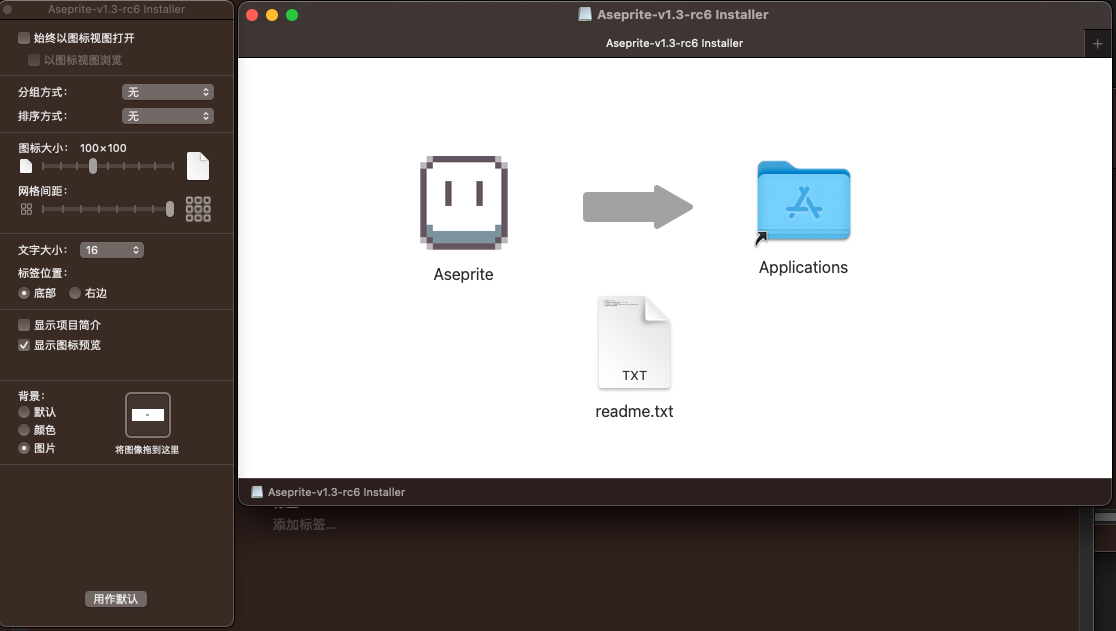 Aseprite-v1.3-rc6 Installer
始终以图标视图打开
以图标视图浏览
分组方式：
无
排序方式：
无
图标大小： 100×100
网格间距：
文字大小：
16
标签位置：
底部
右边
显示项目简介
显示图标预览
背景：
默认
颜色
图片
将图像拖到这里
用作默认
Aseprite-v1.3-rc6 Installer
Aseprite-v1.3-rc6 Installer
Aseprite
Applications
TXT
readme.txt
Aseprite-v1.3-rc6 Installer
添加标签...